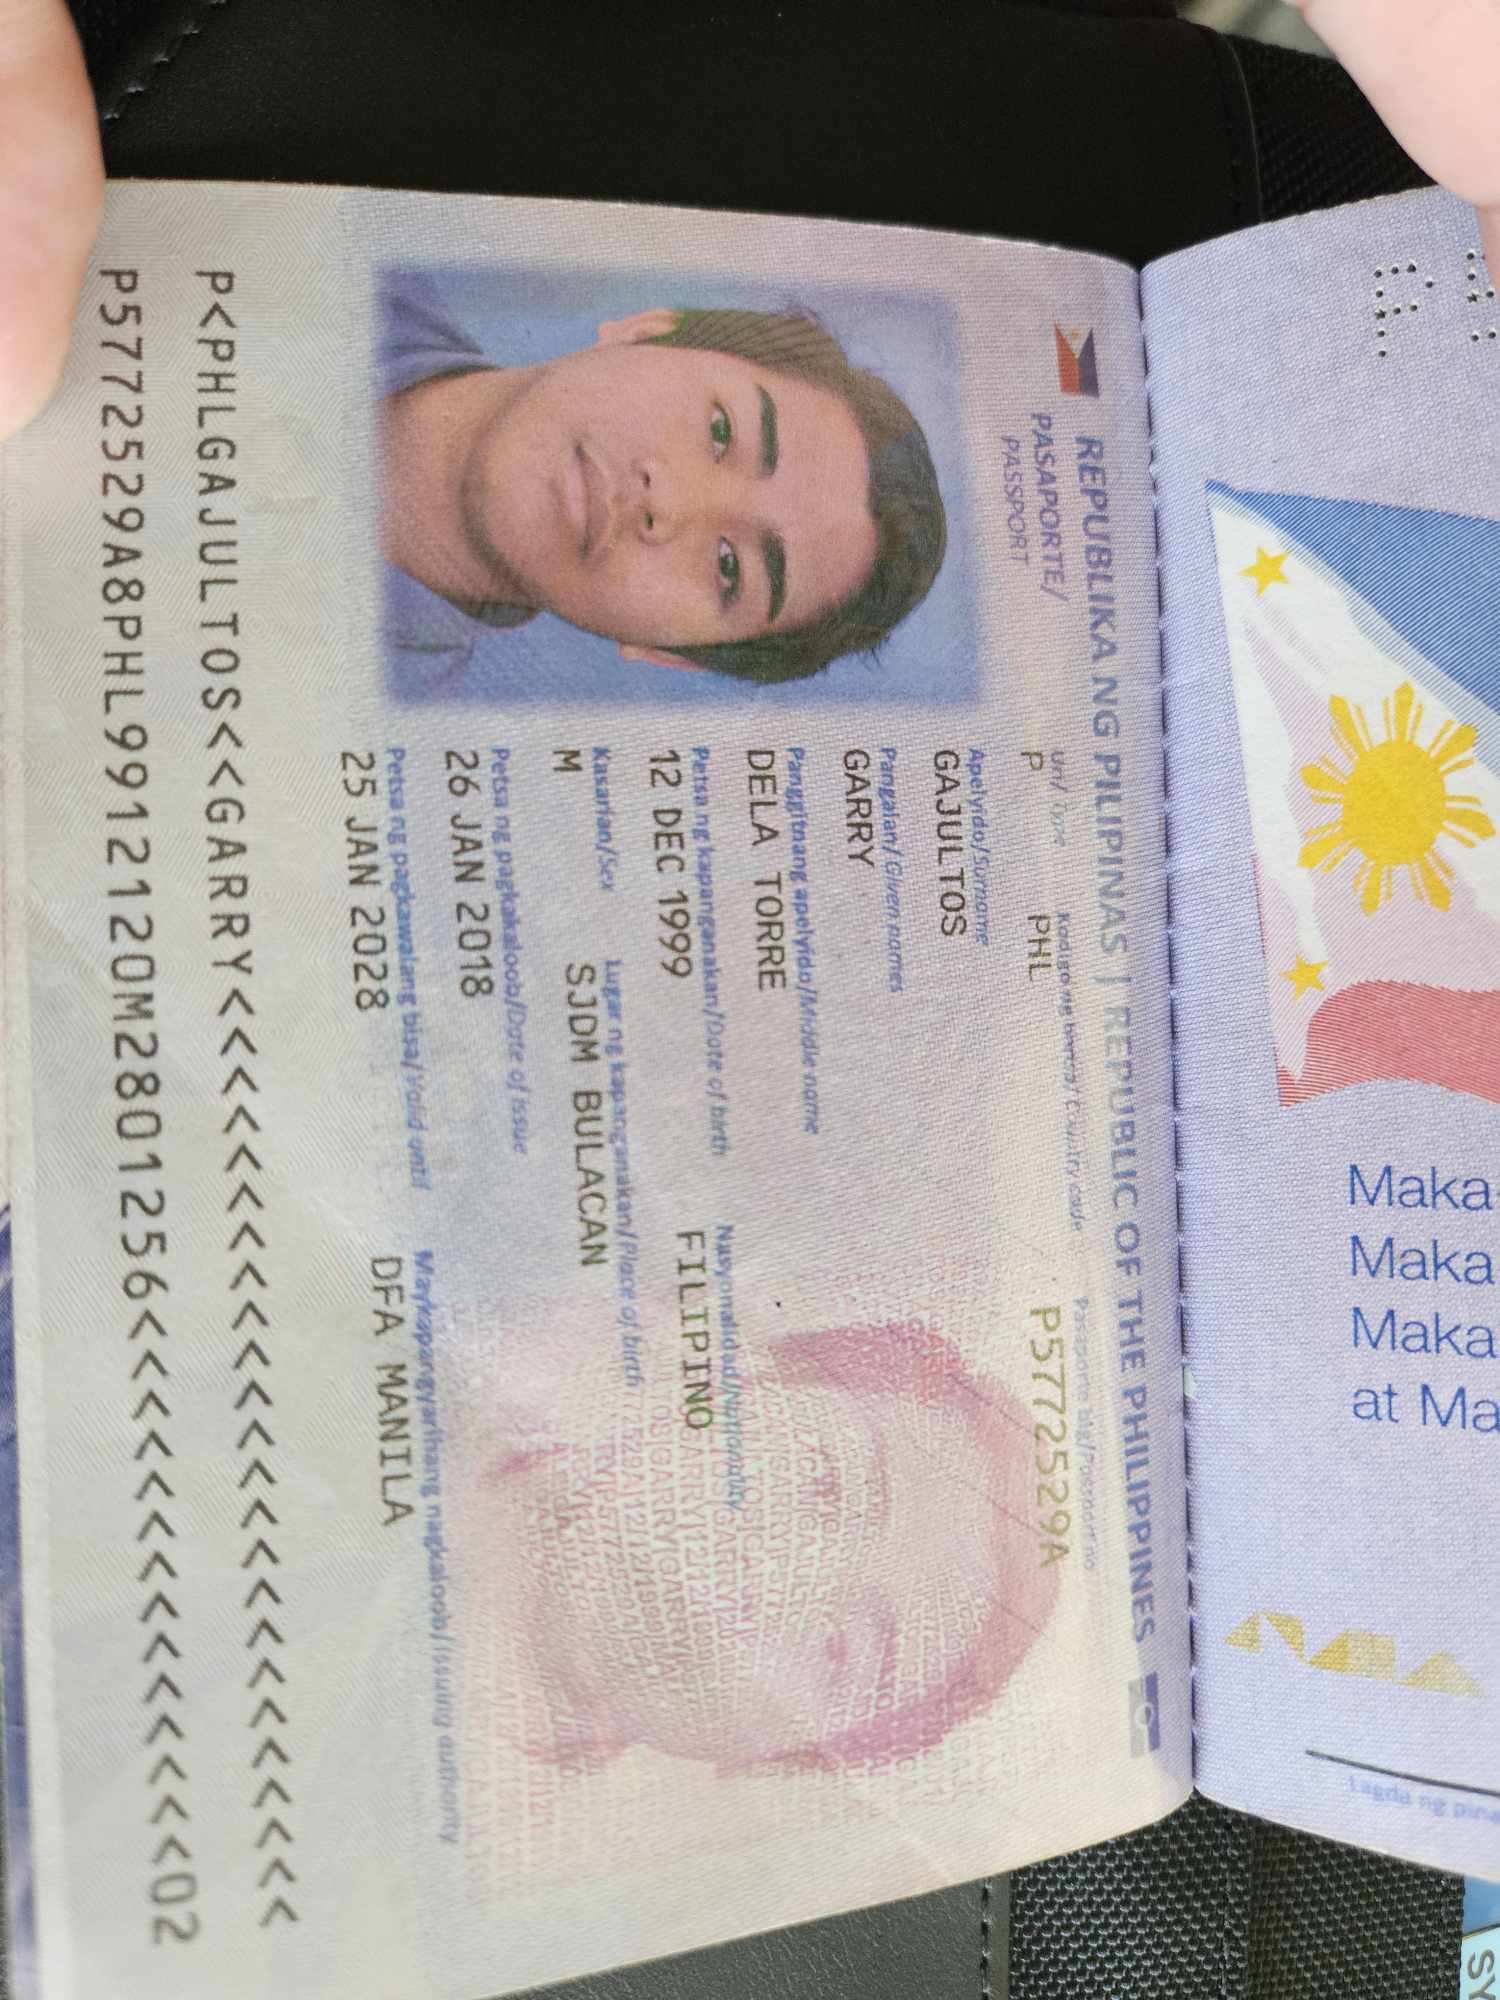 REPUBLIKA NG PILIPINAS | REPUBLIC OF THE PHILIPPINES
PASAPORTE/
PASSPORT
Uri/ Type
Kodigo ng bansa/ Country code
Pasaporte blg/Passport no
P
PHL
P5772529A
Apelyido/Surname
GAJULTOS
Pangalan/Given names
GARRY
Panggitnang apelyido/Middle name
DELA TORRE
Petsa ng kapanganakan/Date of birth
Nasyonalidad/Nationality
12 DEC 1999
FILIPINO
Kasarian/Sex
Lugar ng kapanganakan/Place of birth
M
SJDM BULACAN
Petsa ng pagkakaloob/Date of issue
26 JAN 2018
Petsa ng pagkawalang bisa/Valid until
Maykapangyarihang nagkaloob/Issuing authority
25 JAN 2028
DFA MANILA
P<PHLGAJULTOS<<GARRY<<<<<<<<<<<<<<<<<<<<<<<<
P5772529A8PHL9912120M2801256<<<<<<<<<<<<<<02
Maka
Maka
Maka
at Ma
Lagda ng pina
SY